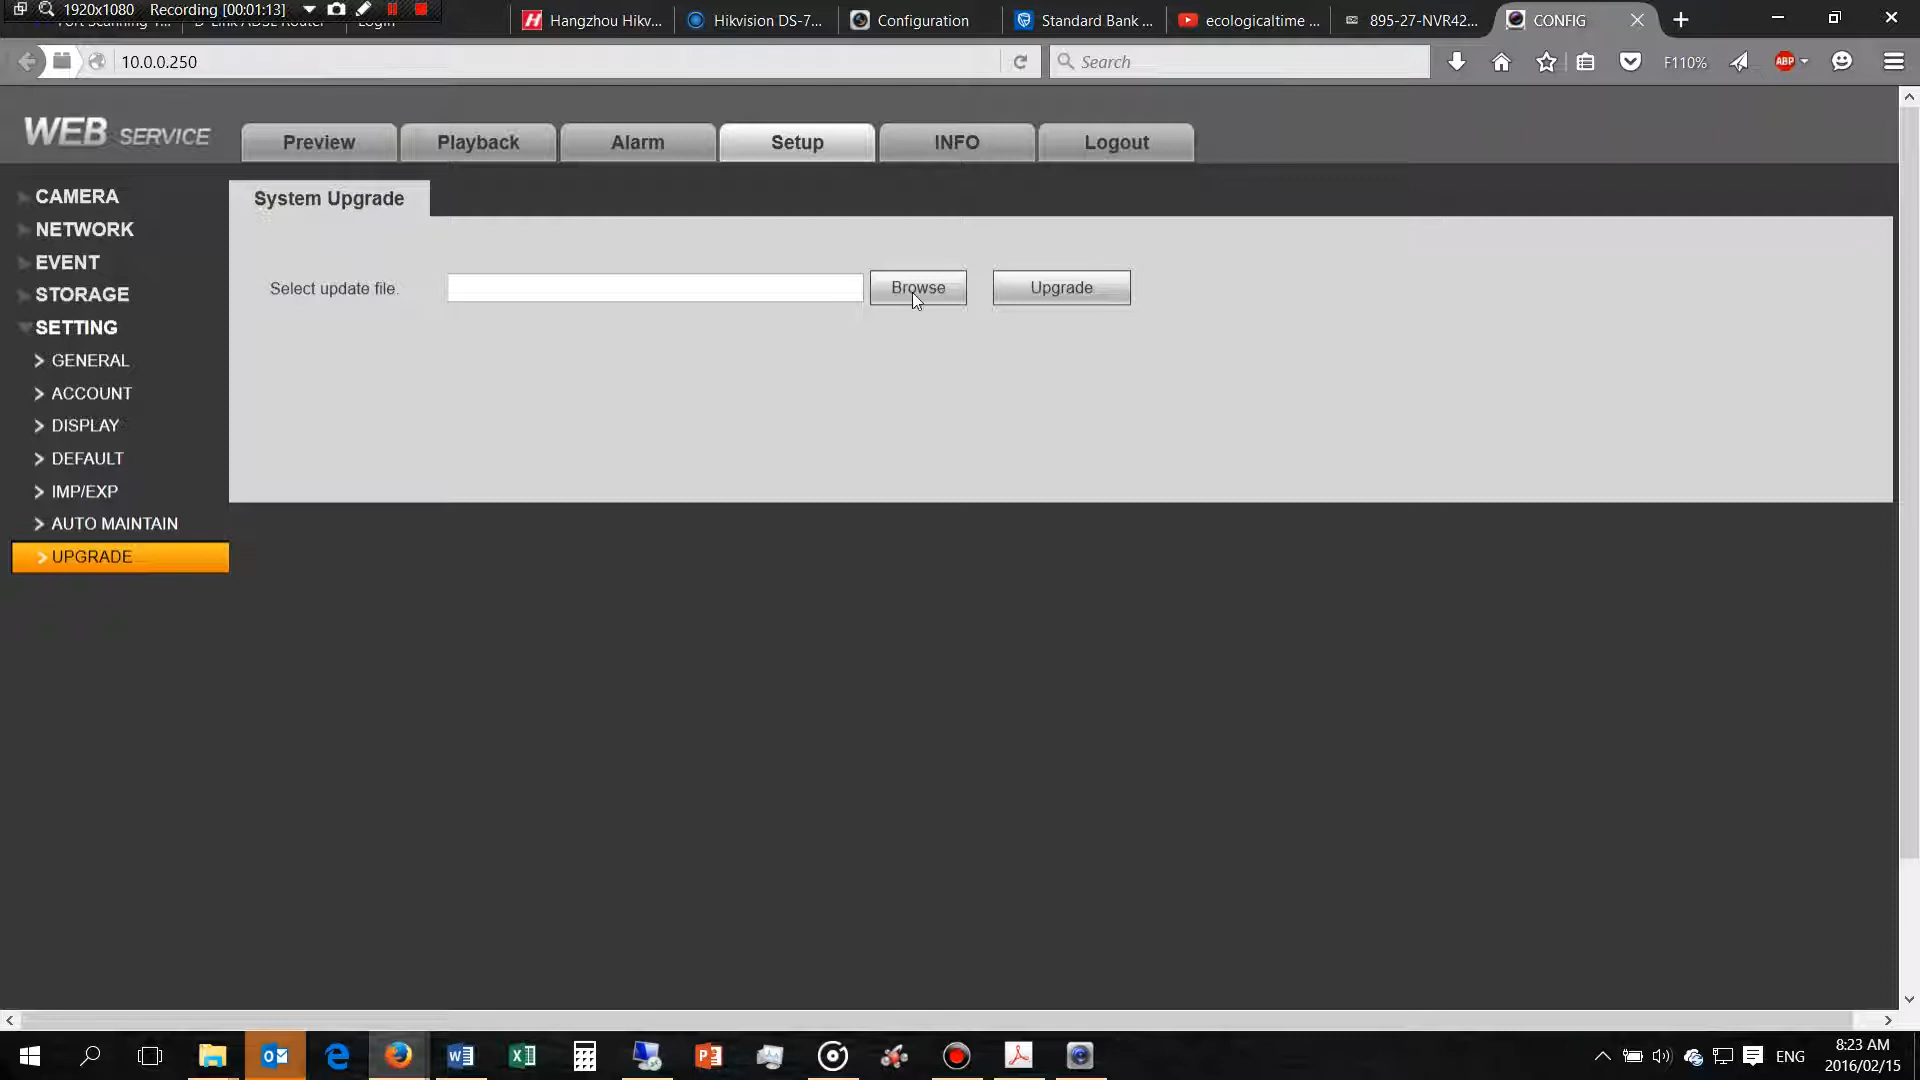 1920x1080 Recording [00:01:13]
Hangzhou Hikv...
Hikvision DS-7...
Configuration
Standard Bank ...
ecologicaltime ...
895-27-NVR42...
CONFIG
10.0.0.250
Search
F110%
ABP
WEB SERVICE
Preview
Playback
Alarm
Setup
INFO
Logout
CAMERA
NETWORK
EVENT
STORAGE
SETTING
GENERAL
ACCOUNT
DISPLAY
DEFAULT
IMP/EXP
AUTO MAINTAIN
UPGRADE
System Upgrade
Select update file.
Browse
Upgrade
ENG
8:23 AM
2016/02/15